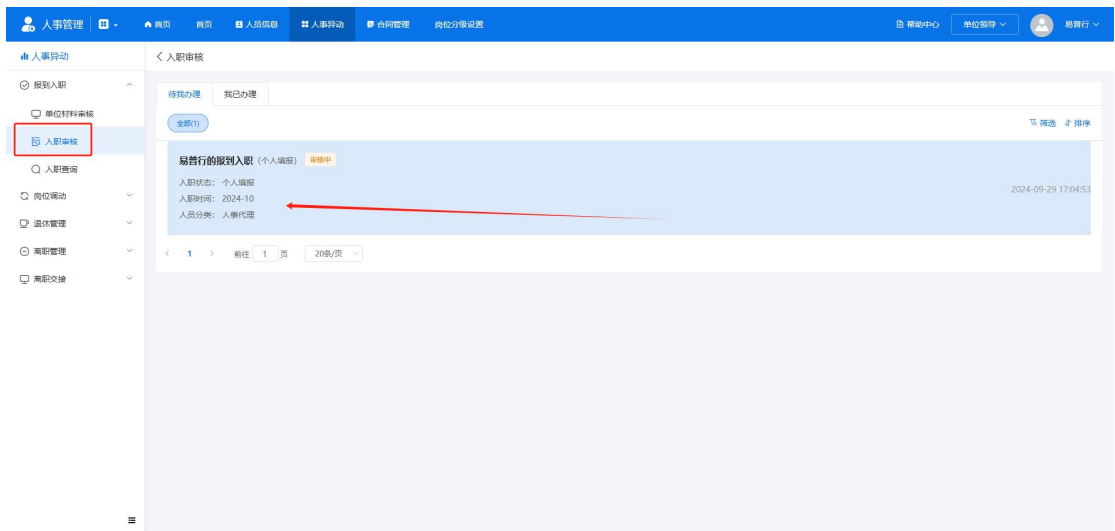 人事管理
首页 首页 人员信息 人事异动 合同管理 岗位分级设置
帮助中心 单位领导 易普行
人事异动
报到入职
单位材料审核
入职审核
入职查阅
岗位调动
退休管理
离职管理
离职交接
入职审核
待我办理 我已办理
全部(1)
筛选 排序
易普行的报到入职 (个人填报) 审核中
入职状态: 个人填报
入职时间: 2024-10
人员分类: 人事代理
2024-09-29 17:04:53
1 前往 1 页 20条/页